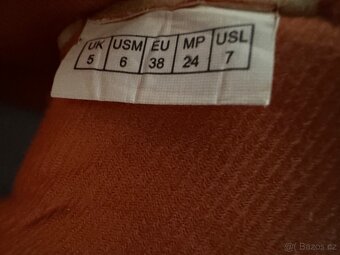 UK USM EU MP USL
5 6 38 24 7
© Bazos.cz